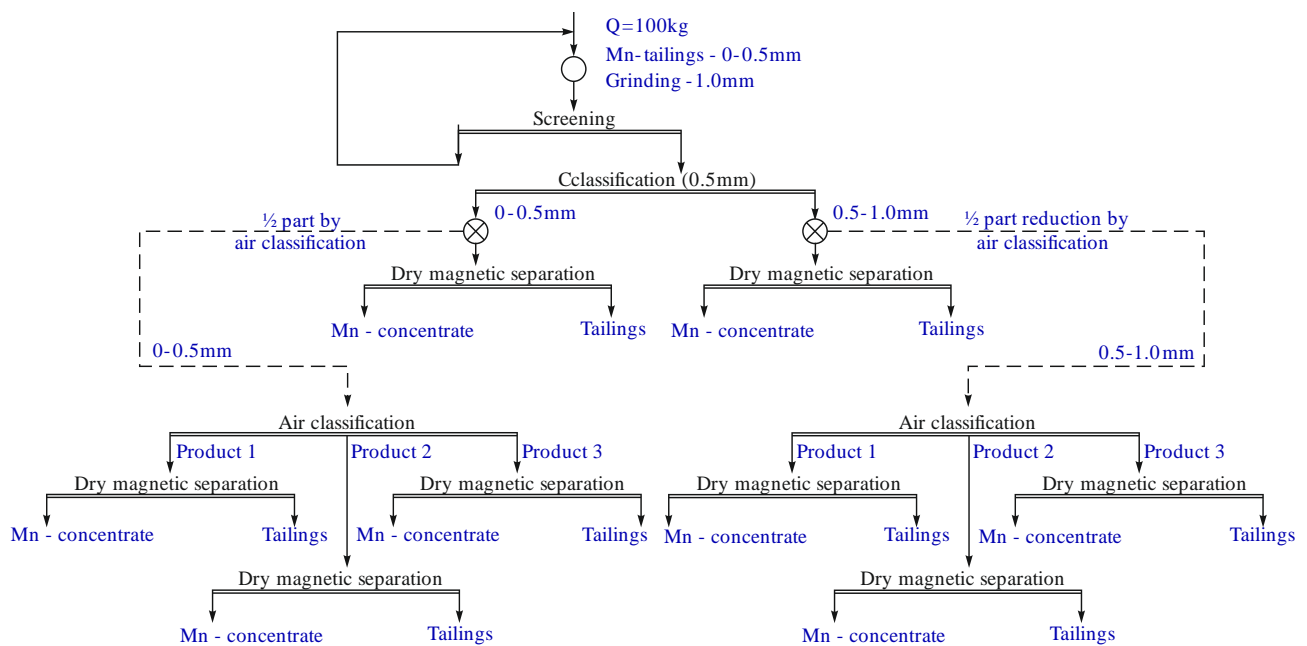 Q=100kg
Mn-tailings - 0-0.5mm
Grinding -1.0mm
Screening
Cclassification (0.5mm)
0-0.5mm
0.5-1.0mm
½ part by
air classification
½ part reduction by
air classification
Dry magnetic separation
Dry magnetic separation
Mn - concentrate
Tailings
Mn - concentrate
Tailings
0-0.5mm
0.5-1.0mm
Air classification
Air classification
Product 1
Product 2
Product 3
Product 1
Product 2
Product 3
Dry magnetic separation
Dry magnetic separation
Dry magnetic separation
Dry magnetic separation
Mn - concentrate
Tailings
Mn - concentrate
Tailings
Mn - concentrate
Tailings
Mn - concentrate
Tailings
Dry magnetic separation
Dry magnetic separation
Mn - concentrate
Tailings
Mn - concentrate
Tailings